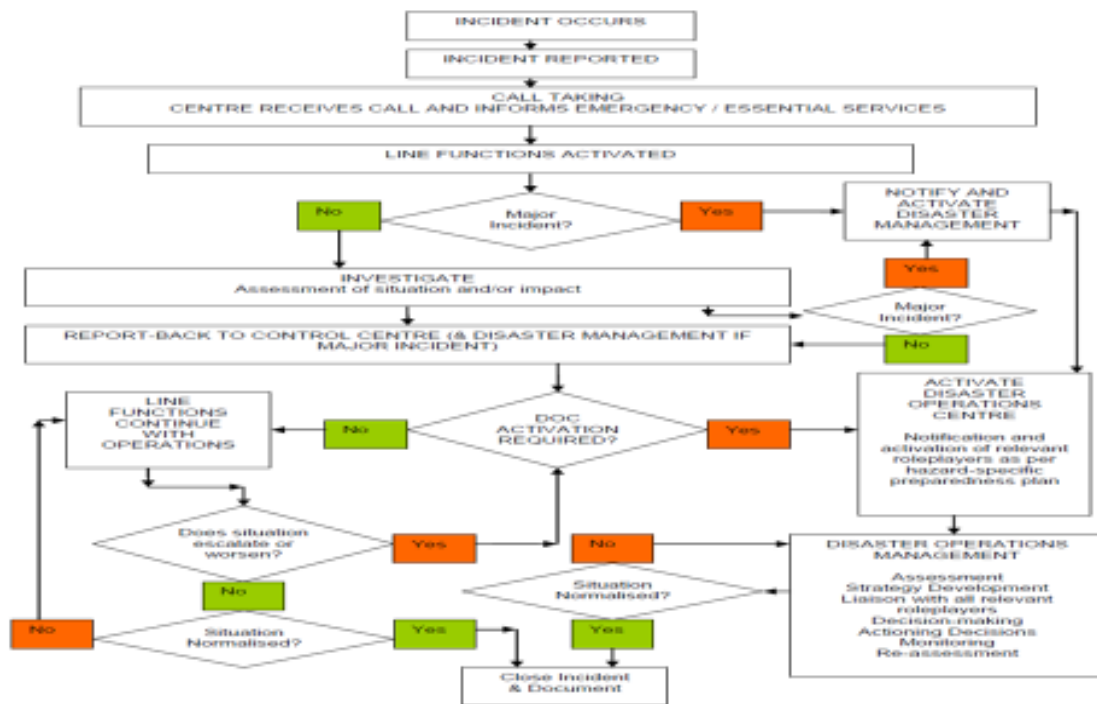 INCIDENT OCCURS
INCIDENT REPORTED
CALL TAKING
CENTRE RECEIVES CALL AND INFORMS EMERGENCY / ESSENTIAL SERVICES
LINE FUNCTIONS ACTIVATED
No
Major
Incident?
Yes
NOTIFY AND
ACTIVATE
DISASTER
MANAGEMENT
INVESTIGATE
Assessment of situation and/or impact
Yes
Major
Incident?
No
REPORT-BACK TO CONTROL CENTRE (& DISASTER MANAGEMENT IF
MAJOR INCIDENT)
LINE
FUNCTIONS
CONTINUE
WITH
OPERATIONS
No
DOC
ACTIVATION
REQUIRED?
Yes
ACTIVATE
DISASTER
OPERATIONS
CENTRE
Notification and
activation of relevant
roleplayers as per
hazard-specific
preparedness plan
Does situation
escalate or
worsen?
Yes
No
DISASTER OPERATIONS
MANAGEMENT
Assessment
Strategy Development
Liaison with all relevant
roleplayers
Decision-making
Actioning Decisions
Monitoring
Re-assessment
Situation
Normalised?
Yes
No
No
Situation
Normalised?
Yes
Close Incident
& Document